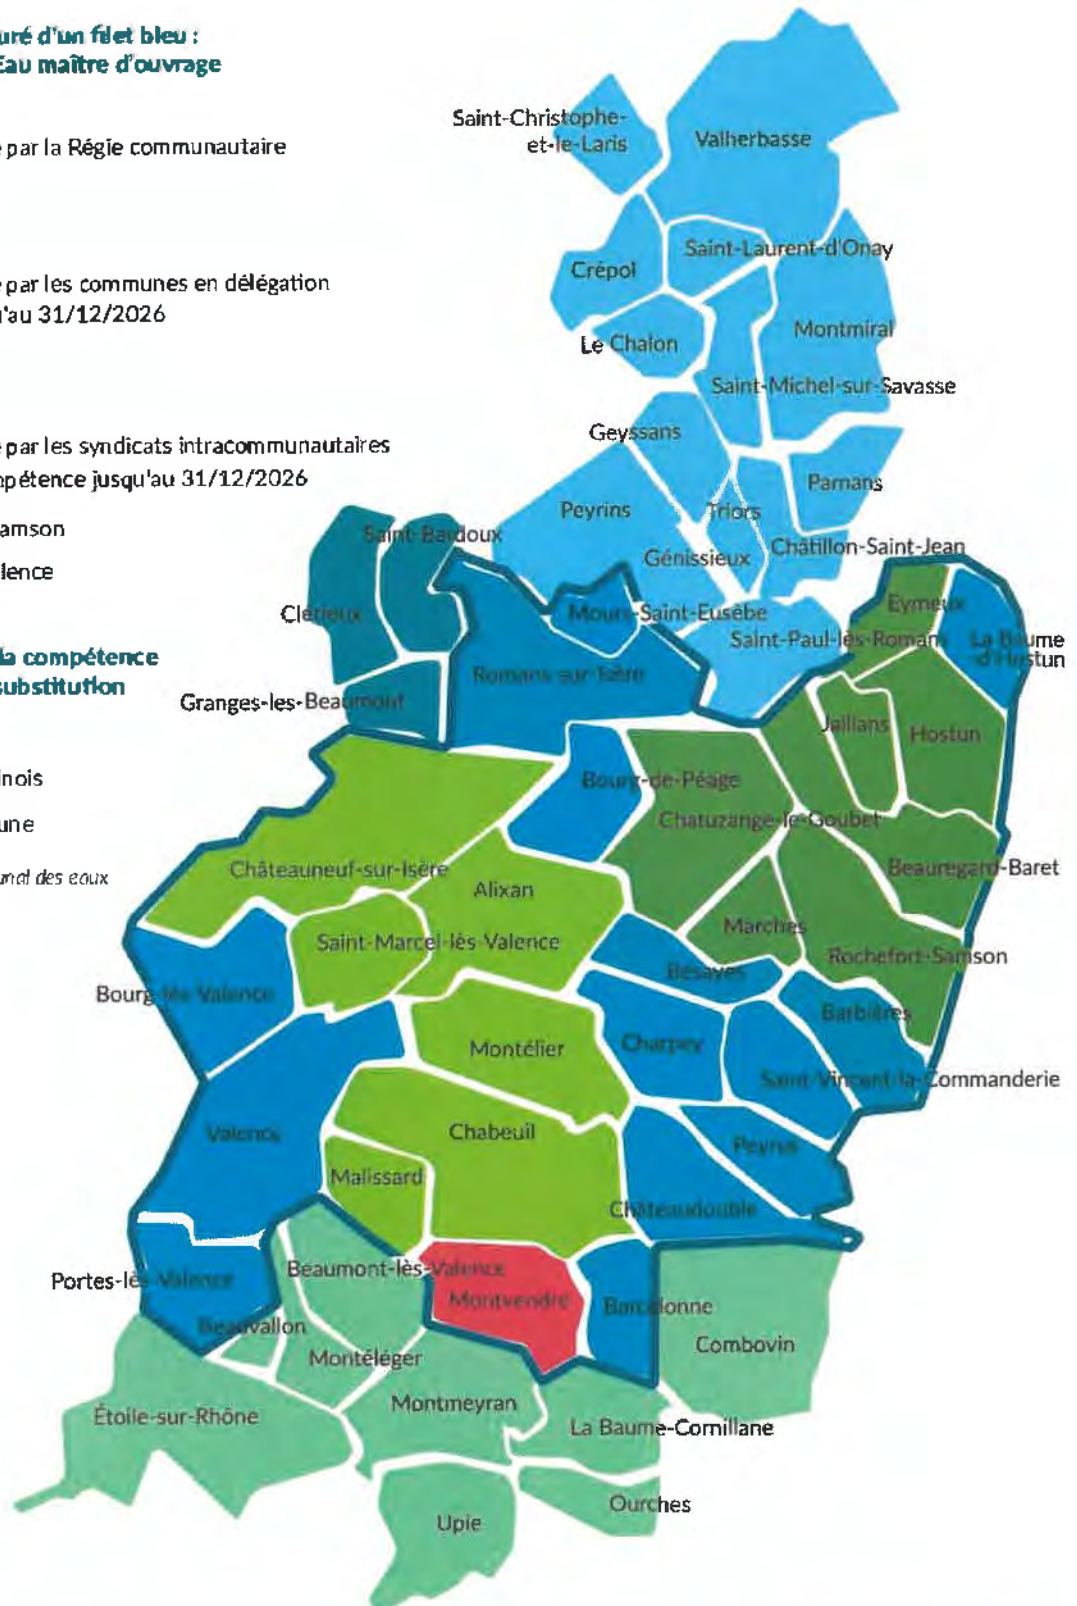 uré d'un filet bleu :
Eau maître d'ouvrage
par la Régie communautaire
par les communes en délégation
u'au 31/12/2026
par les syndicats intracommunautaires
pétence jusqu'au 31/12/2026
amson
lence
la compétence
substitution
inois
une
unal des eaux
Saint-Christophe-
et-le-Laris
Valherbasse
Saint-Laurent-d'Onay
Crépol
Montmiral
Le Chalon
Saint-Michel-sur-Savasse
Geyssans
Parnans
Peyrins
Triors
Saint-Bardoux
Châtillon-Saint-Jean
Génissieux
Eymeux
Clérieux
Mours-Saint-Eusèbe
Saint-Paul-lès-Romans
La Baume
d'Hostun
Romans-sur-Isère
Granges-les-Beaumont
Jaillans
Hostun
Bourg-de-Péage
Chatuzange-le-Goubet
Châteauneuf-sur-Isère
Beauregard-Baret
Alixan
Marches
Saint-Marcel-lès-Valence
Rochefort-Samson
Besayes
Bourg-lès-Valence
Barbières
Montélier
Charpey
Saint-Vincent-la-Commanderie
Valence
Chabeuil
Peyrus
Malissard
Châteaudouble
Beaumont-lès-Valence
Portes-lès-Valence
Montvendre
Barcelonne
Beauvallon
Combovin
Montéléger
Montmeyran
Étoile-sur-Rhône
La Baume-Cornillane
Ourches
Upie